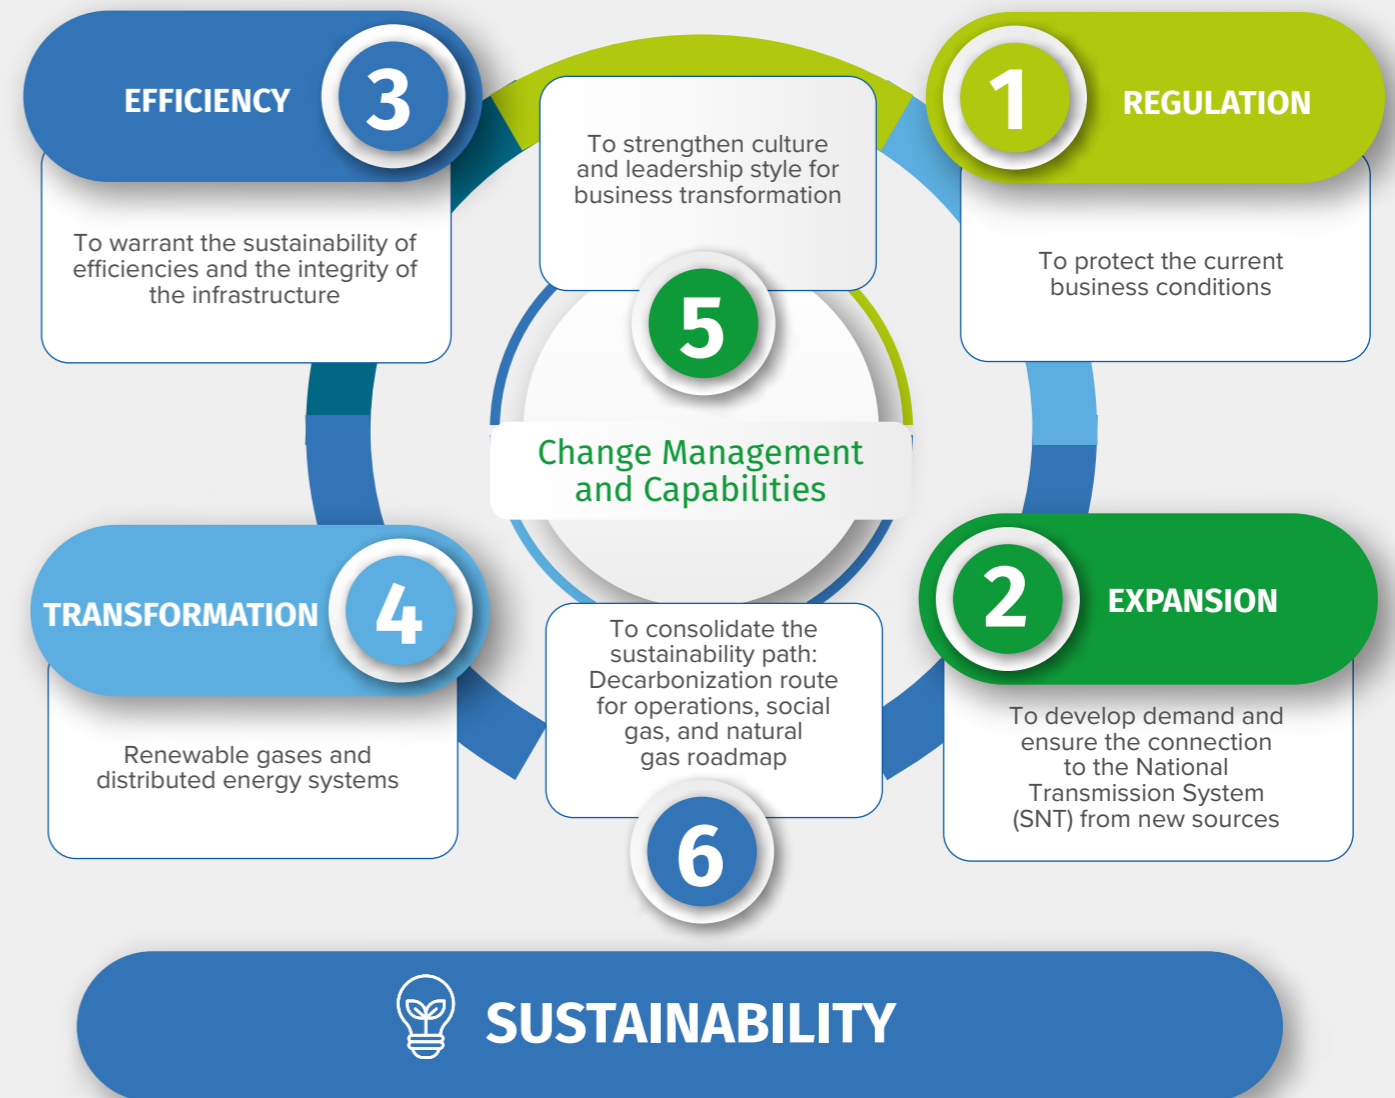 3
EFFICIENCY
To warrant the sustainability of
efficiencies and the integrity of
the infrastructure
To strengthen culture
and leadership style for
business transformation
5
Change Management
and Capabilities
1
REGULATION
To protect the current
business conditions
TRANSFORMATION
4
Renewable gases and
distributed energy systems
To consolidate the
sustainability path:
Decarbonization route
for operations, social
gas, and natural
gas roadmap
6
2
EXPANSION
To develop demand and
ensure the connection
to the National
Transmission System
(SNT) from new sources
SUSTAINABILITY